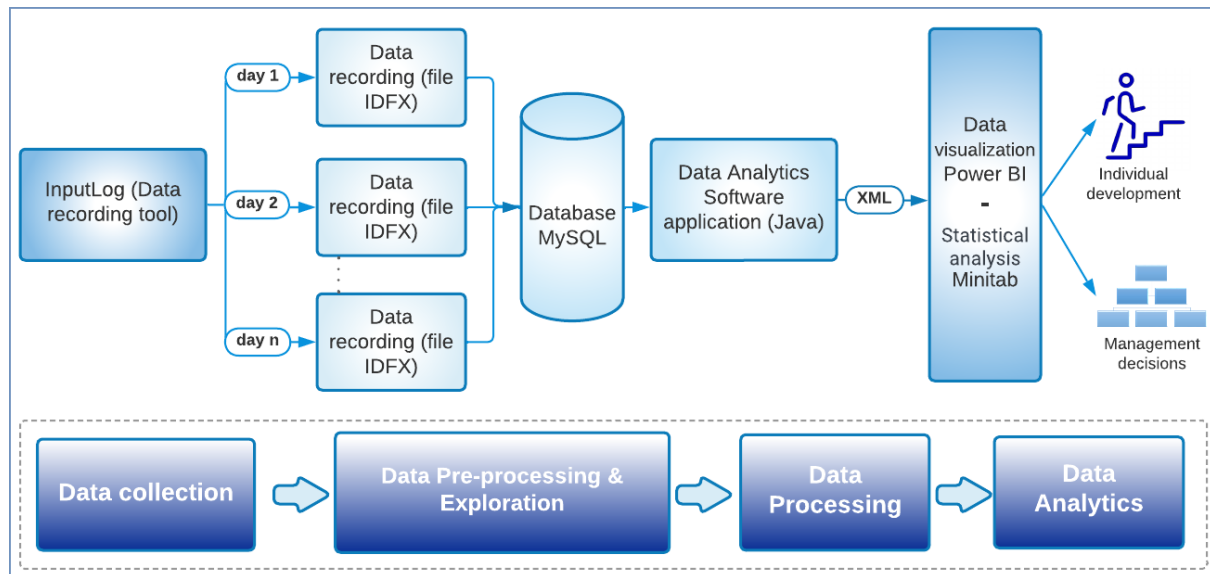 InputLog (Data
recording tool)
day 1
Data
recording (file
IDFX)
day 2
Data
recording (file
IDFX)
day n
Data
recording (file
IDFX)
Database
MySQL
Data Analytics
Software
application (Java)
XML
Data
visualization
Power BI
-
Statistical
analysis
Minitab
Individual
development
Management
decisions
Data collection
Data Pre-processing &
Exploration
Data
Processing
Data
Analytics